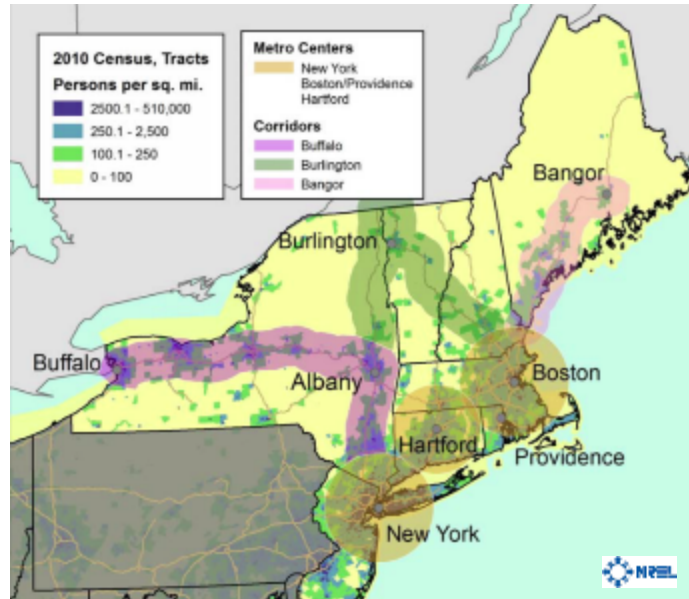 2010 Census, Tracts
Persons per sq. mi.
2500.1 - 510,000
250.1 - 2,500
100.1 - 250
0 - 100
Metro Centers
New York
Boston/Providence
Hartford
Corridors
Buffalo
Burlington
Bangor
Bangor
Burlington
Buffalo
Albany
Boston
Hartford
Providence
New York
NREL